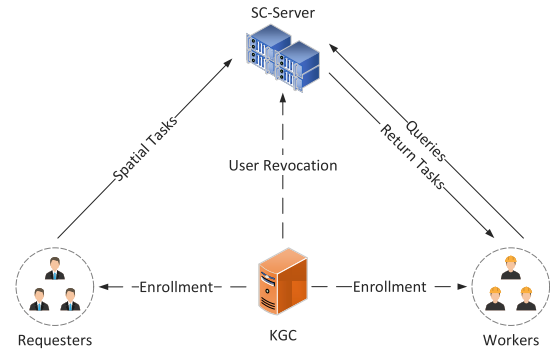 SC-Server
Spatial Tasks
Queries
Return Tasks
User Revocation
Enrollment
Enrollment
Requesters
KGC
Workers